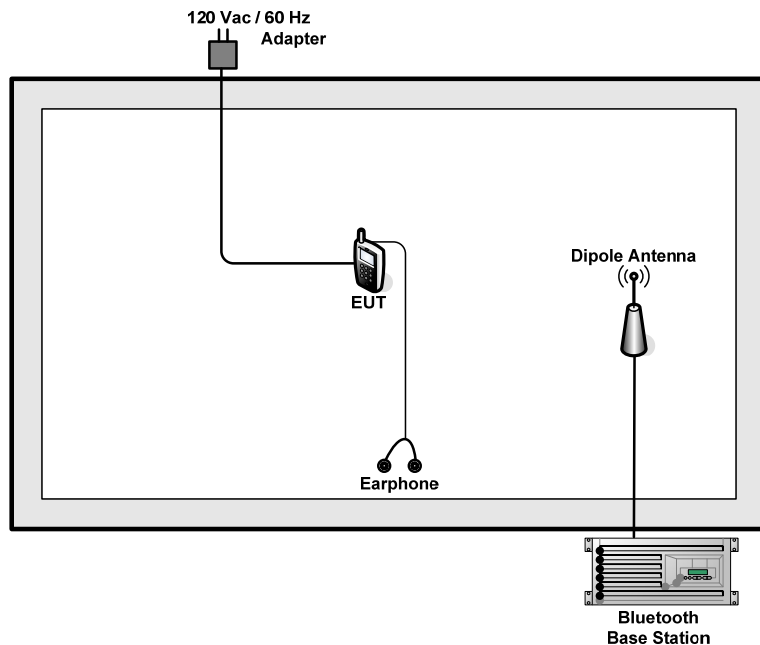 120 Vac / 60 Hz
Adapter
Dipole Antenna
EUT
Earphone
Bluetooth
Base Station